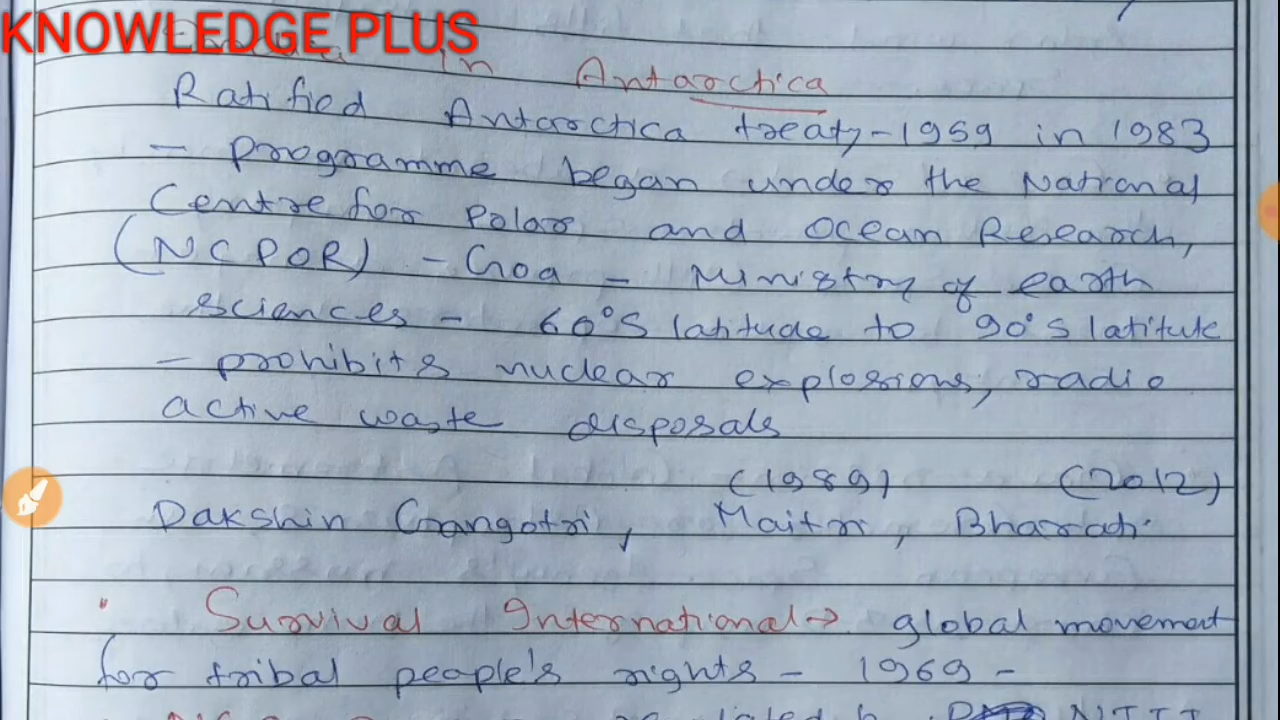 KNOWLEDGE PLUS
in Antarctica
Ratified Antarctica treaty-1959 in 1983
- programme began under the National
Centre for Polar and Ocean Research,
(NCPOR) - Goa - Ministry of earth
sciences - 60°S latitude to 90°S latitute
- prohibits nuclear explosions, radio
active waste disposals
(1989) (2012)
Dakshin Gangotri, Maitri, Bharati
Survival International → global movement
for tribal people's rights - 1969 -